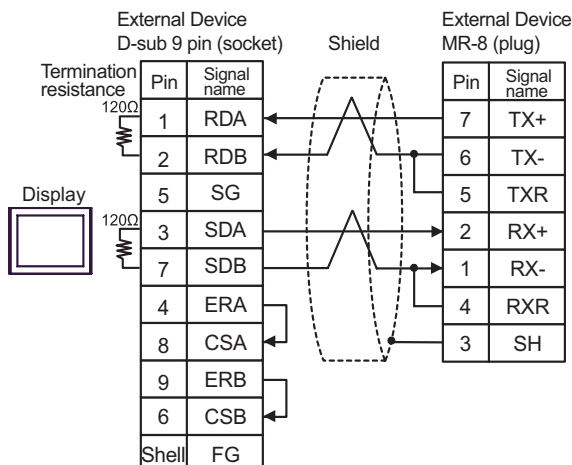 External Device
D-sub 9 pin (socket)
Shield
External Device
MR-8 (plug)
Termination
resistance
Pin Signal name
120Ω
1 RDA
2 RDB
5 SG
Display
120Ω
3 SDA
7 SDB
4 ERA
8 CSA
9 ERB
6 CSB
Shell FG
Pin Signal name
7 TX+
6 TX-
5 TXR
2 RX+
1 RX-
4 RXR
3 SH